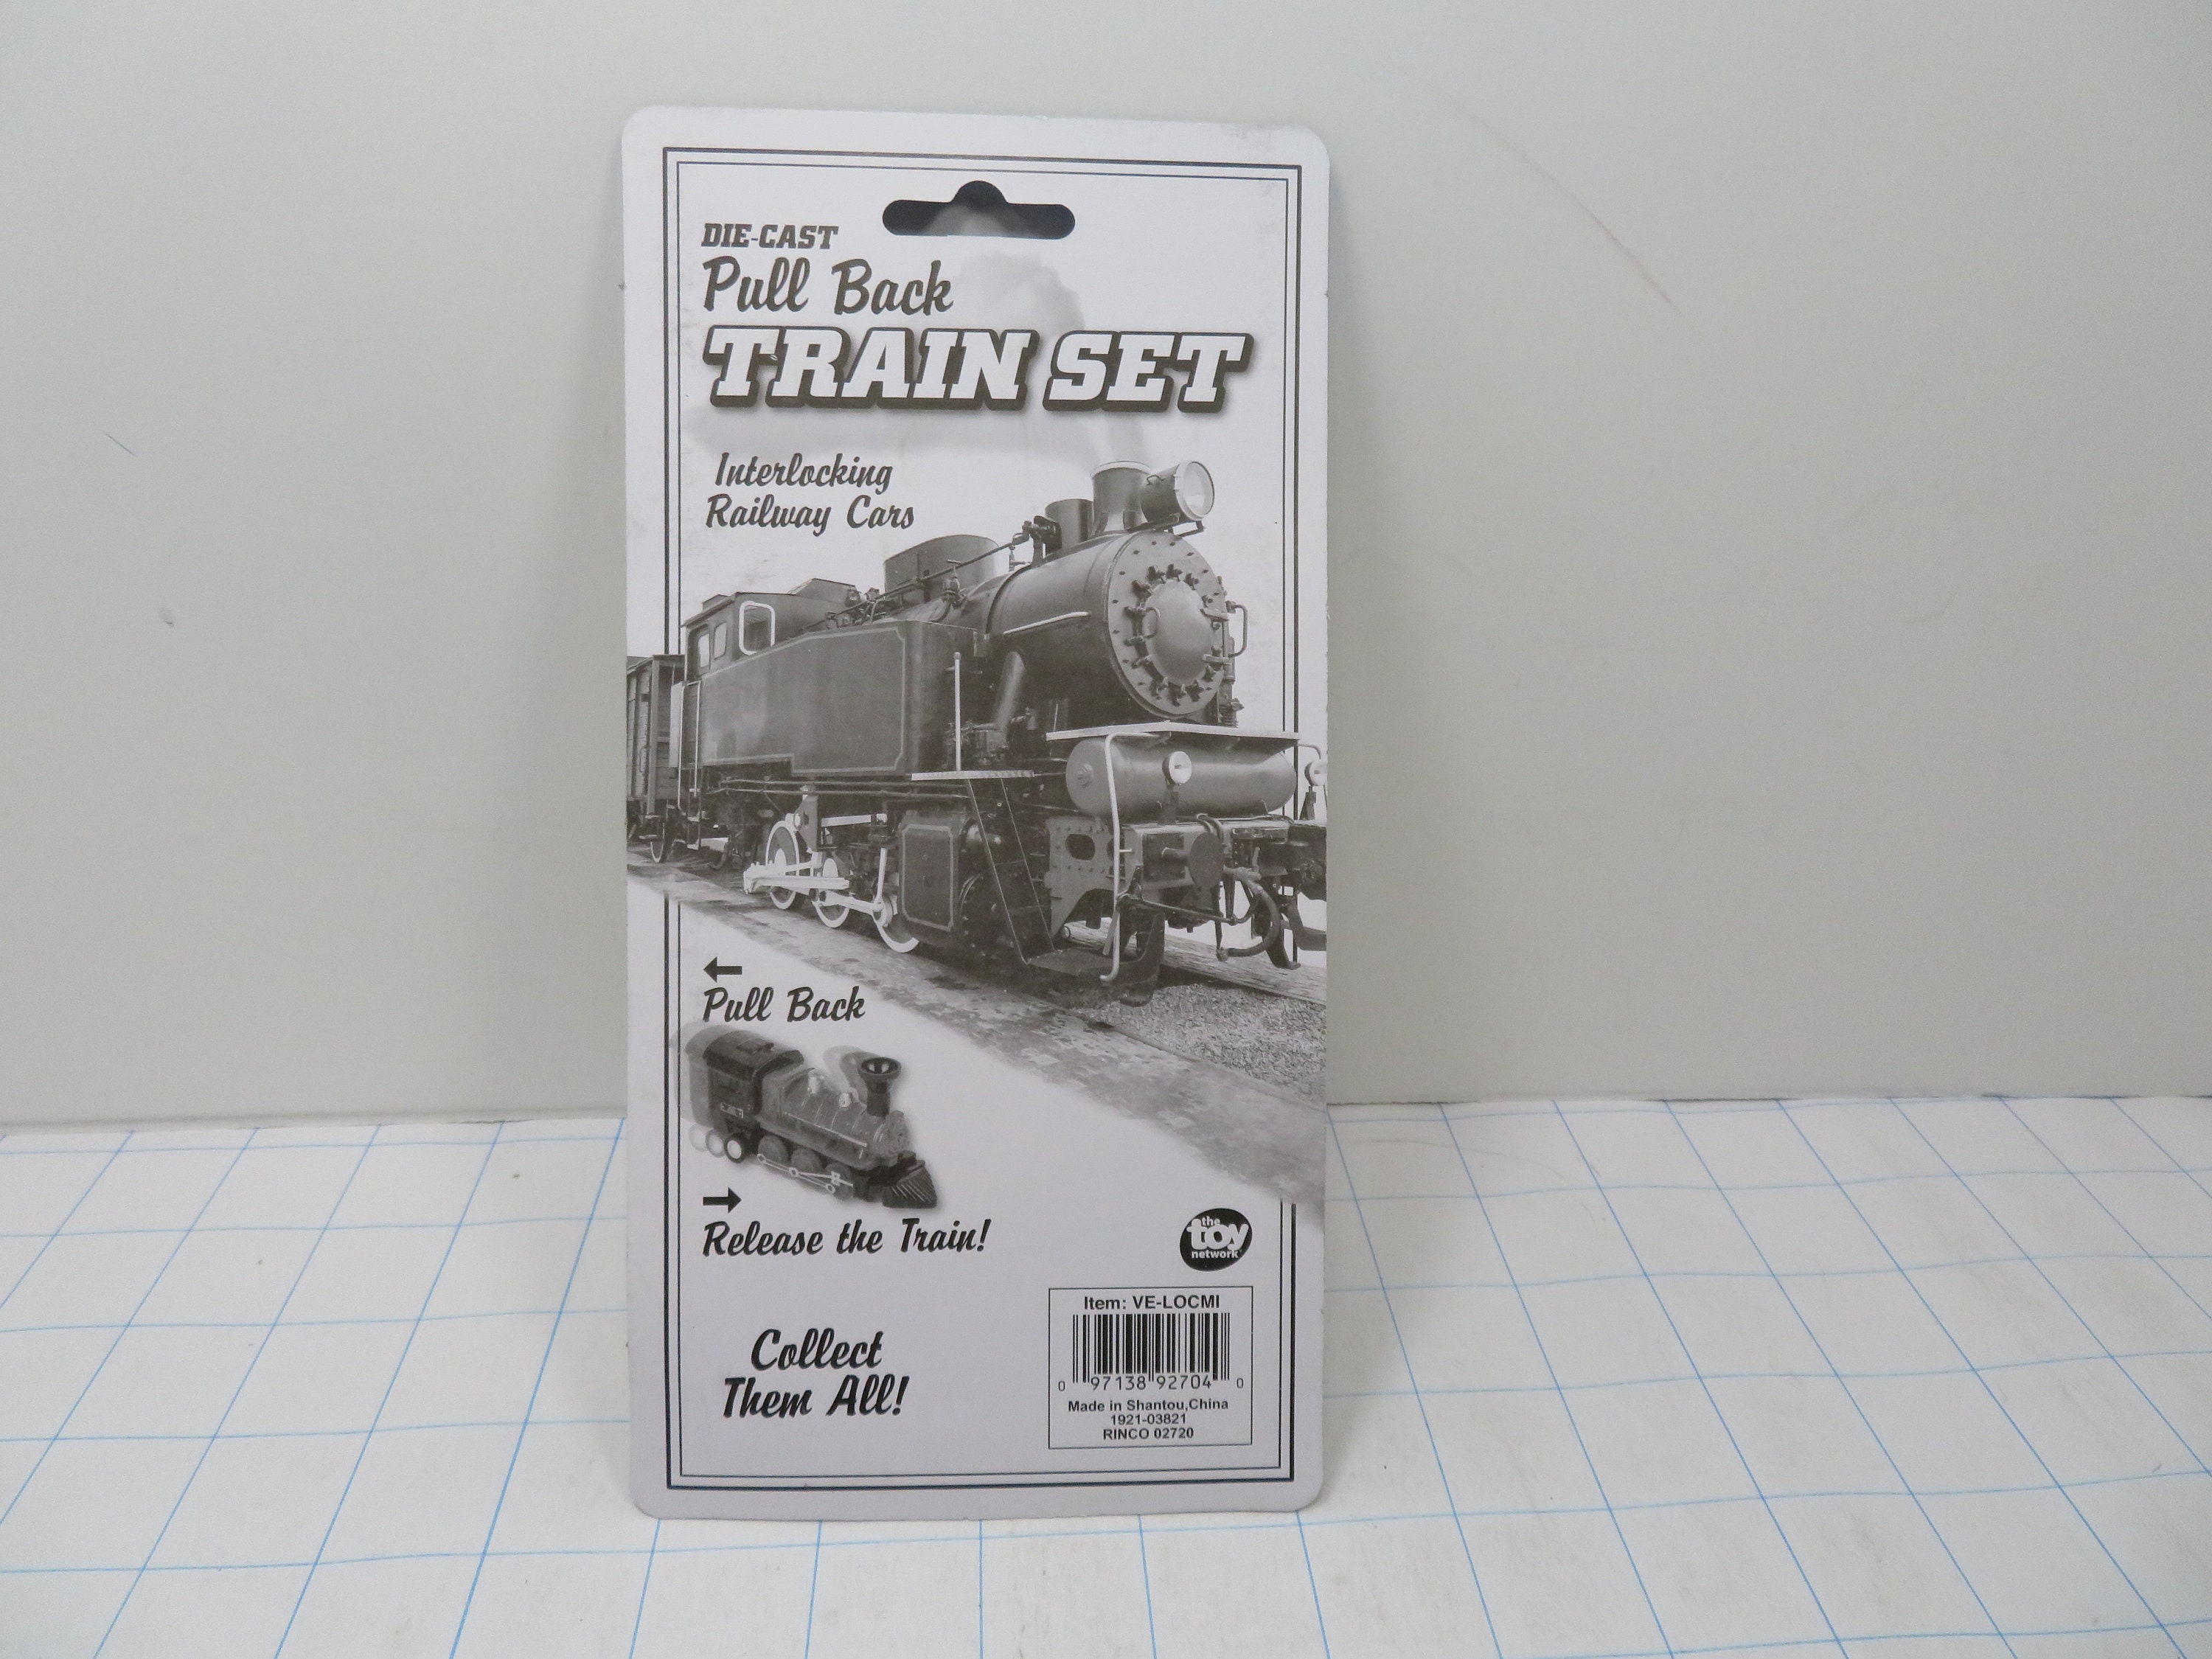 DIE-CAST
Pull Back
TRAIN SET
Interlocking
Railway Cars
Pull Back
Release the Train!
the
toy
network
Collect
Them All!
Item: VE-LOCMI
0 97138 92704 0
Made in Shantou,China
1921-03821
RINCO 02720